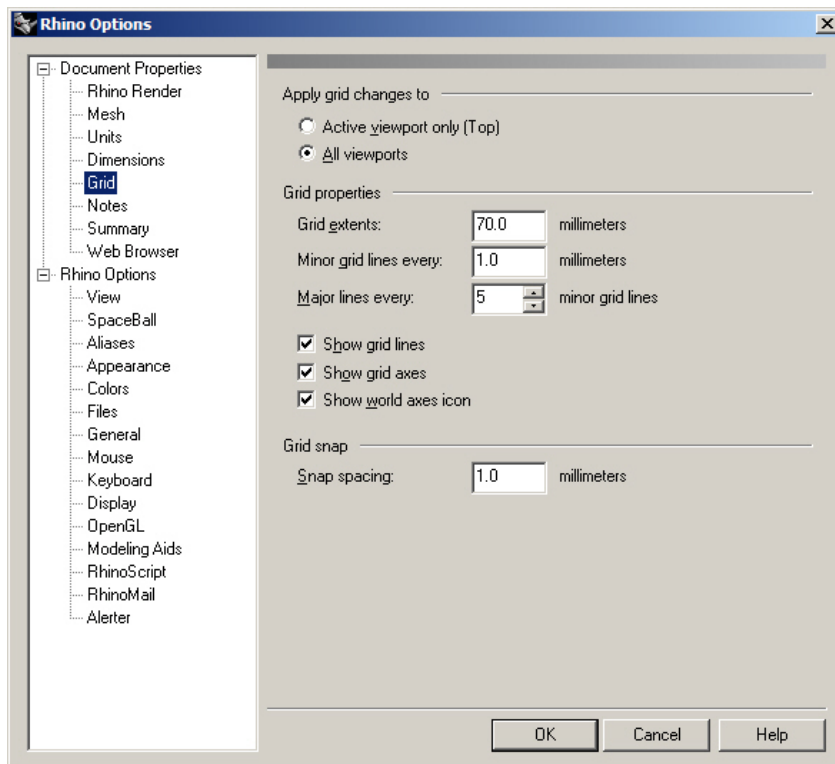 Rhino Options
Document Properties
Rhino Render
Mesh
Units
Dimensions
Grid
Notes
Summary
Web Browser
Rhino Options
View
SpaceBall
Aliases
Appearance
Colors
Files
General
Mouse
Keyboard
Display
OpenGL
Modeling Aids
RhinoScript
RhinoMail
Alerter
Apply grid changes to
Active viewport only (Top)
All viewports
Grid properties
Grid extents: 70.0 millimeters
Minor grid lines every: 1.0 millimeters
Major lines every: 5 minor grid lines
Show grid lines
Show grid axes
Show world axes icon
Grid snap
Snap spacing: 1.0 millimeters
OK Cancel Help